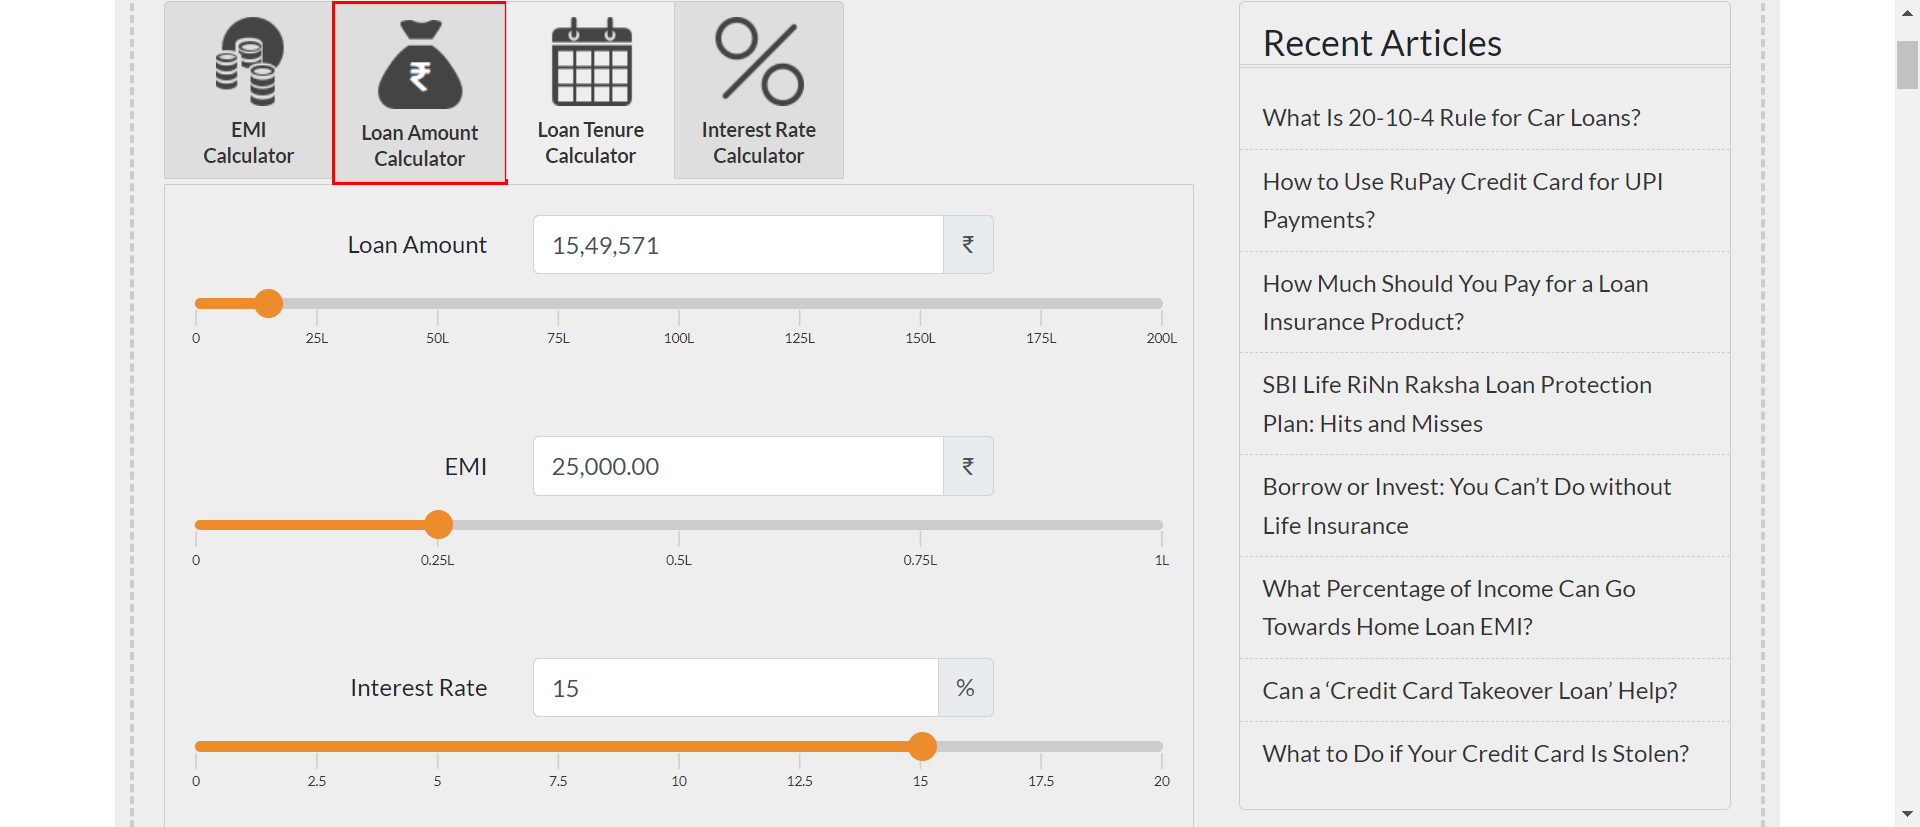 EMI
Calculator
₹
Loan Amount
Calculator
Loan Tenure
Calculator
Interest Rate
Calculator
Loan Amount
15,49,571
₹
0 25L 50L 75L 100L 125L 150L 175L 200L
EMI
25,000.00
₹
0 0.25L 0.5L 0.75L 1L
Interest Rate
15
%
0 2.5 5 7.5 10 12.5 15 17.5 20
Recent Articles
What Is 20-10-4 Rule for Car Loans?
How to Use RuPay Credit Card for UPI
Payments?
How Much Should You Pay for a Loan
Insurance Product?
SBI Life RiNn Raksha Loan Protection
Plan: Hits and Misses
Borrow or Invest: You Can’t Do without
Life Insurance
What Percentage of Income Can Go
Towards Home Loan EMI?
Can a ‘Credit Card Takeover Loan’ Help?
What to Do if Your Credit Card Is Stolen?